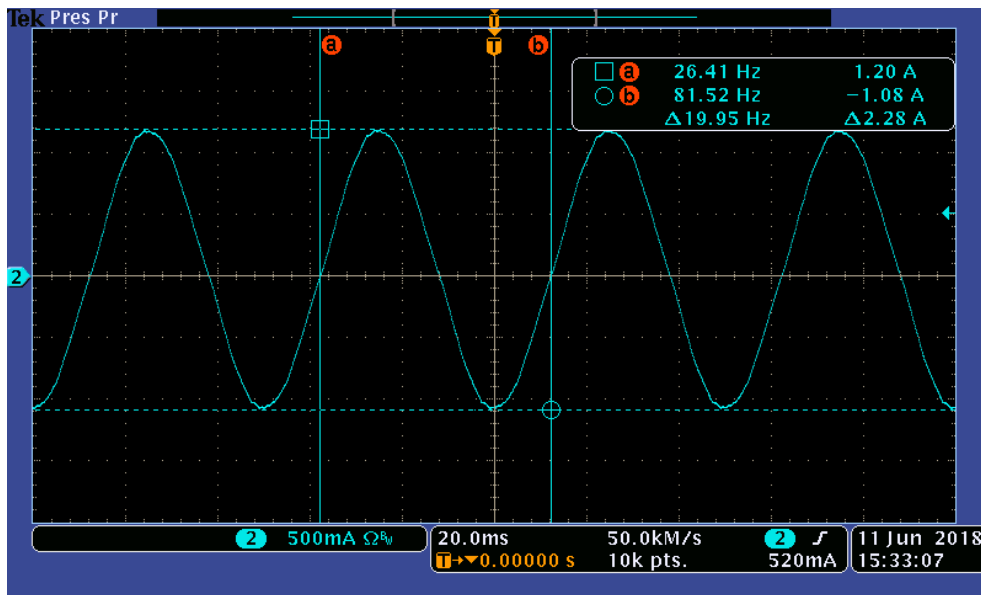 Tek Pres Pr
T
a T b
a 26.41 Hz 1.20 A
b 81.52 Hz −1.08 A
Δ19.95 Hz Δ2.28 A
2
2 500mA Ω BW 20.0ms 50.0kM/s 2 11 Jun 2018
T→▼0.00000 s 10k pts. 520mA 15:33:07